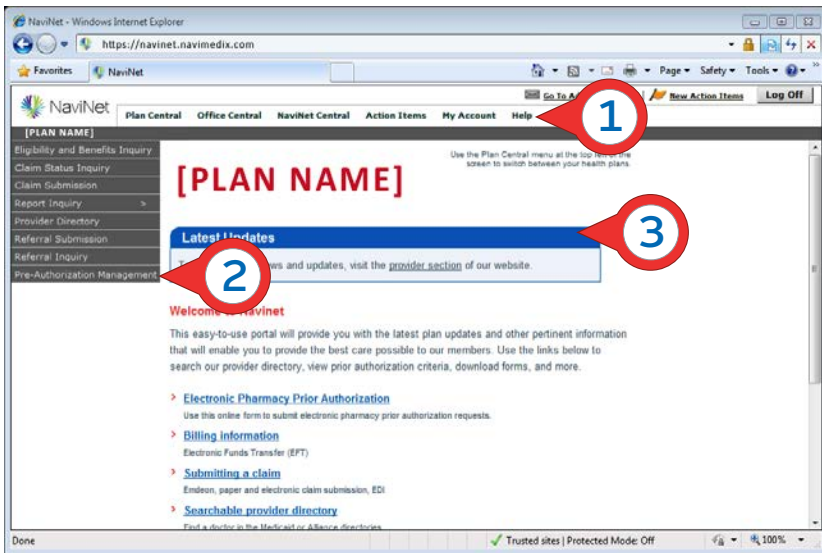 NaviNet - Windows Internet Explorer
https://navinet.navimedix.com
Favorites NaviNet Page Safety Tools
Go To New Action Items Log Off
NaviNet Plan Central Office Central NaviNet Central Action Items My Account Help
1
[PLAN NAME]
Eligibility and Benefits Inquiry
Claim Status Inquiry
Claim Submission
Report Inquiry >
Provider Directory
Referral Submission
Referral Inquiry
Pre-Authorization Management
2
Use the Plan Central menu at the top left of the
screen to switch between your health plans.
[PLAN NAME]
Latest Updates
3
ws and updates, visit the provider section of our website.
Welcome to Navinet
This easy-to-use portal will provide you with the latest plan updates and other pertinent information
that will enable you to provide the best care possible to our members. Use the links below to
search our provider directory, view prior authorization criteria, download forms, and more.
Electronic Pharmacy Prior Authorization
Use this online form to submit electronic pharmacy prior authorization requests.
Billing information
Electronic Funds Transfer (EFT)
Submitting a claim
Emdeon, paper and electronic claim submission, EDI
Searchable provider directory
Find a doctor in the Medicaid or Alliance directories
Done Trusted sites | Protected Mode: Off 100%